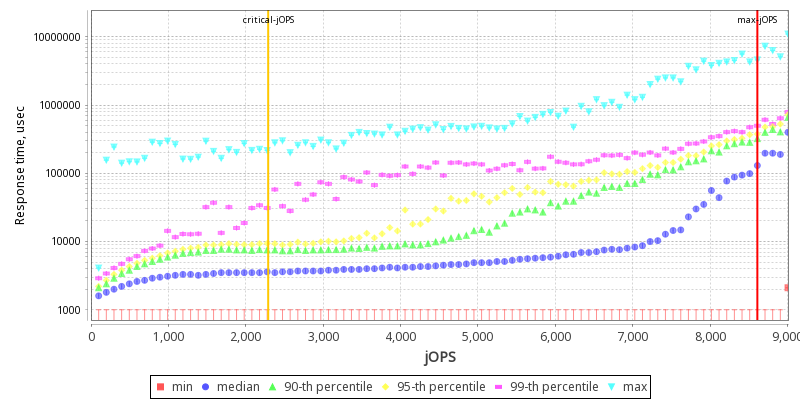 critical-jOPS
max-jOPS
Response time, usec
10000000
1000000
100000
10000
1000
0
1,000
2,000
3,000
4,000
5,000
6,000
7,000
8,000
9,000
jOPS
min
median
90-th percentile
95-th percentile
99-th percentile
max